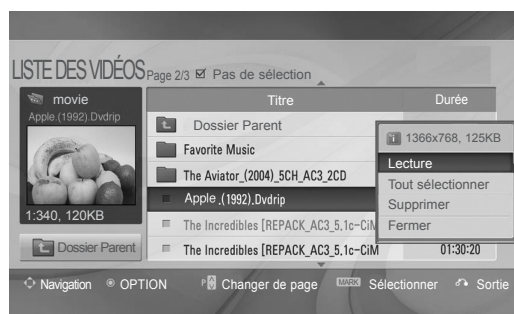 LISTE DES VIDÉOS Page 2/3 Pas de sélection
movie
Apple.(1992).Dvdrip
1:340, 120KB
Dossier Parent
Titre Durée
Dossier Parent
Favorite Music
The Aviator_(2004)_5CH_AC3_2CD
Apple .(1992).Dvdrip
The Incredibles [REPACK_AC3_5.1c-CiM
The Incredibles [REPACK_AC3_5.1c-CiM 01:30:20
1366x768, 125KB
Lecture
Tout sélectionner
Supprimer
Fermer
Navigation OPTION P Changer de page MARK Sélectionner Sortie